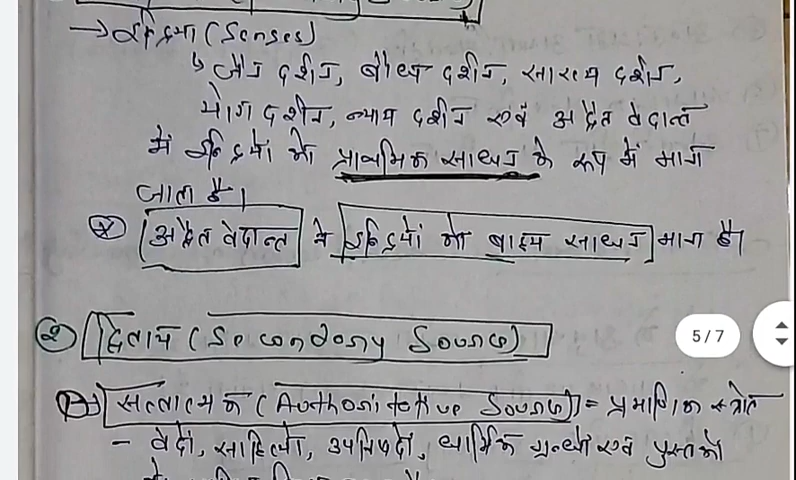 → इन्द्रिया (Senses)
↳ जैन दर्शन, बौध्य दर्शन, सांख्य दर्शन,
योग दर्शन, न्याय दर्शन एवं अद्वैत वेदान्त
में इन्द्रियों को प्राथमिक साधन के रूप में माना
जाता है।
अद्वैत वेदान्त ने इन्द्रियों को बाह्य साधन माना है।
② द्वितीय (Secondary Source)
5/7
सत्तात्मक (Authoritative Source) = प्रमाणिक स्त्रोत
- वेदों, साहित्यो, उपनिषदों, धार्मिक ग्रन्थो एवं पुस्तकों